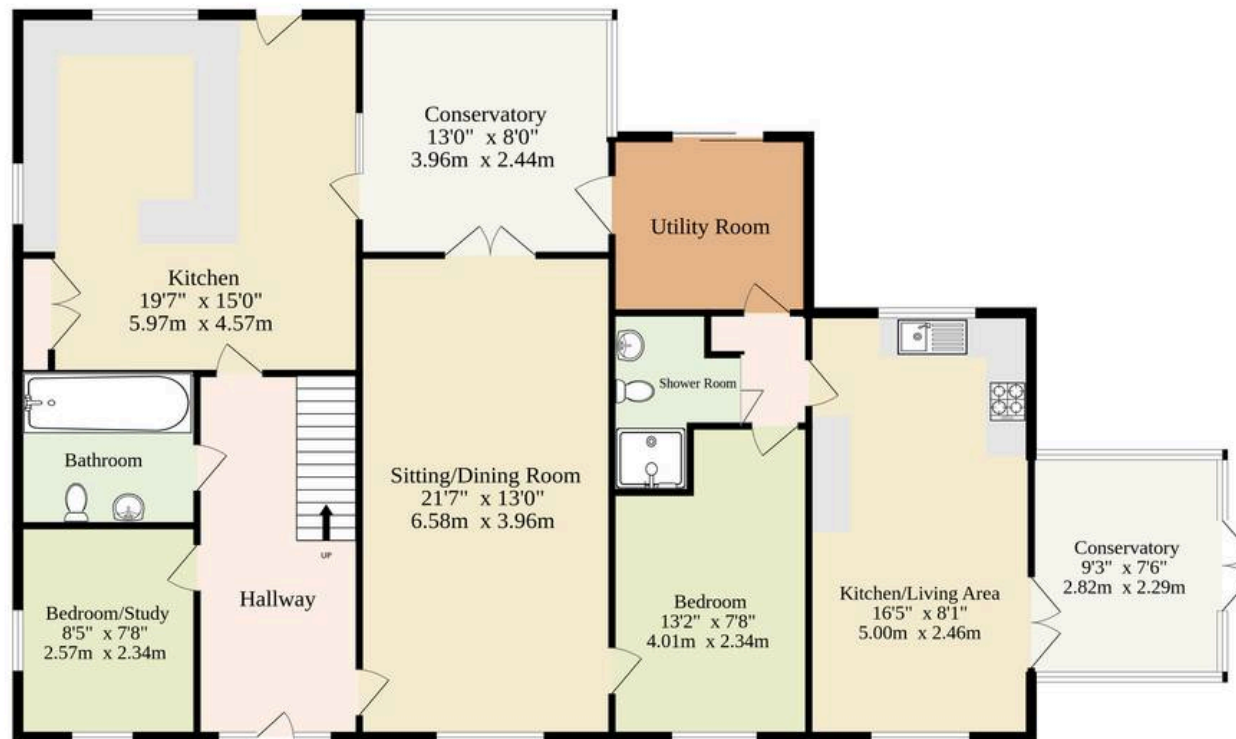 Conservatory
13'0" x 8'0"
3.96m x 2.44m
Utility Room
Kitchen
19'7" x 15'0"
5.97m x 4.57m
Shower Room
Bathroom
Sitting/Dining Room
21'7" x 13'0"
6.58m x 3.96m
UP
Hallway
Bedroom/Study
8'5" x 7'8"
2.57m x 2.34m
Bedroom
13'2" x 7'8"
4.01m x 2.34m
Kitchen/Living Area
16'5" x 8'1"
5.00m x 2.46m
Conservatory
9'3" x 7'6"
2.82m x 2.29m